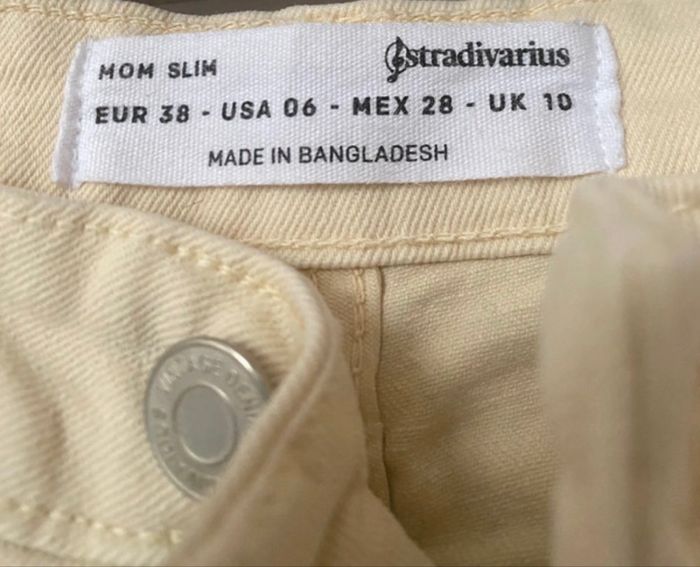 MOM SLIM stradivarius
EUR 38 - USA 06 - MEX 28 - UK 10
MADE IN BANGLADESH